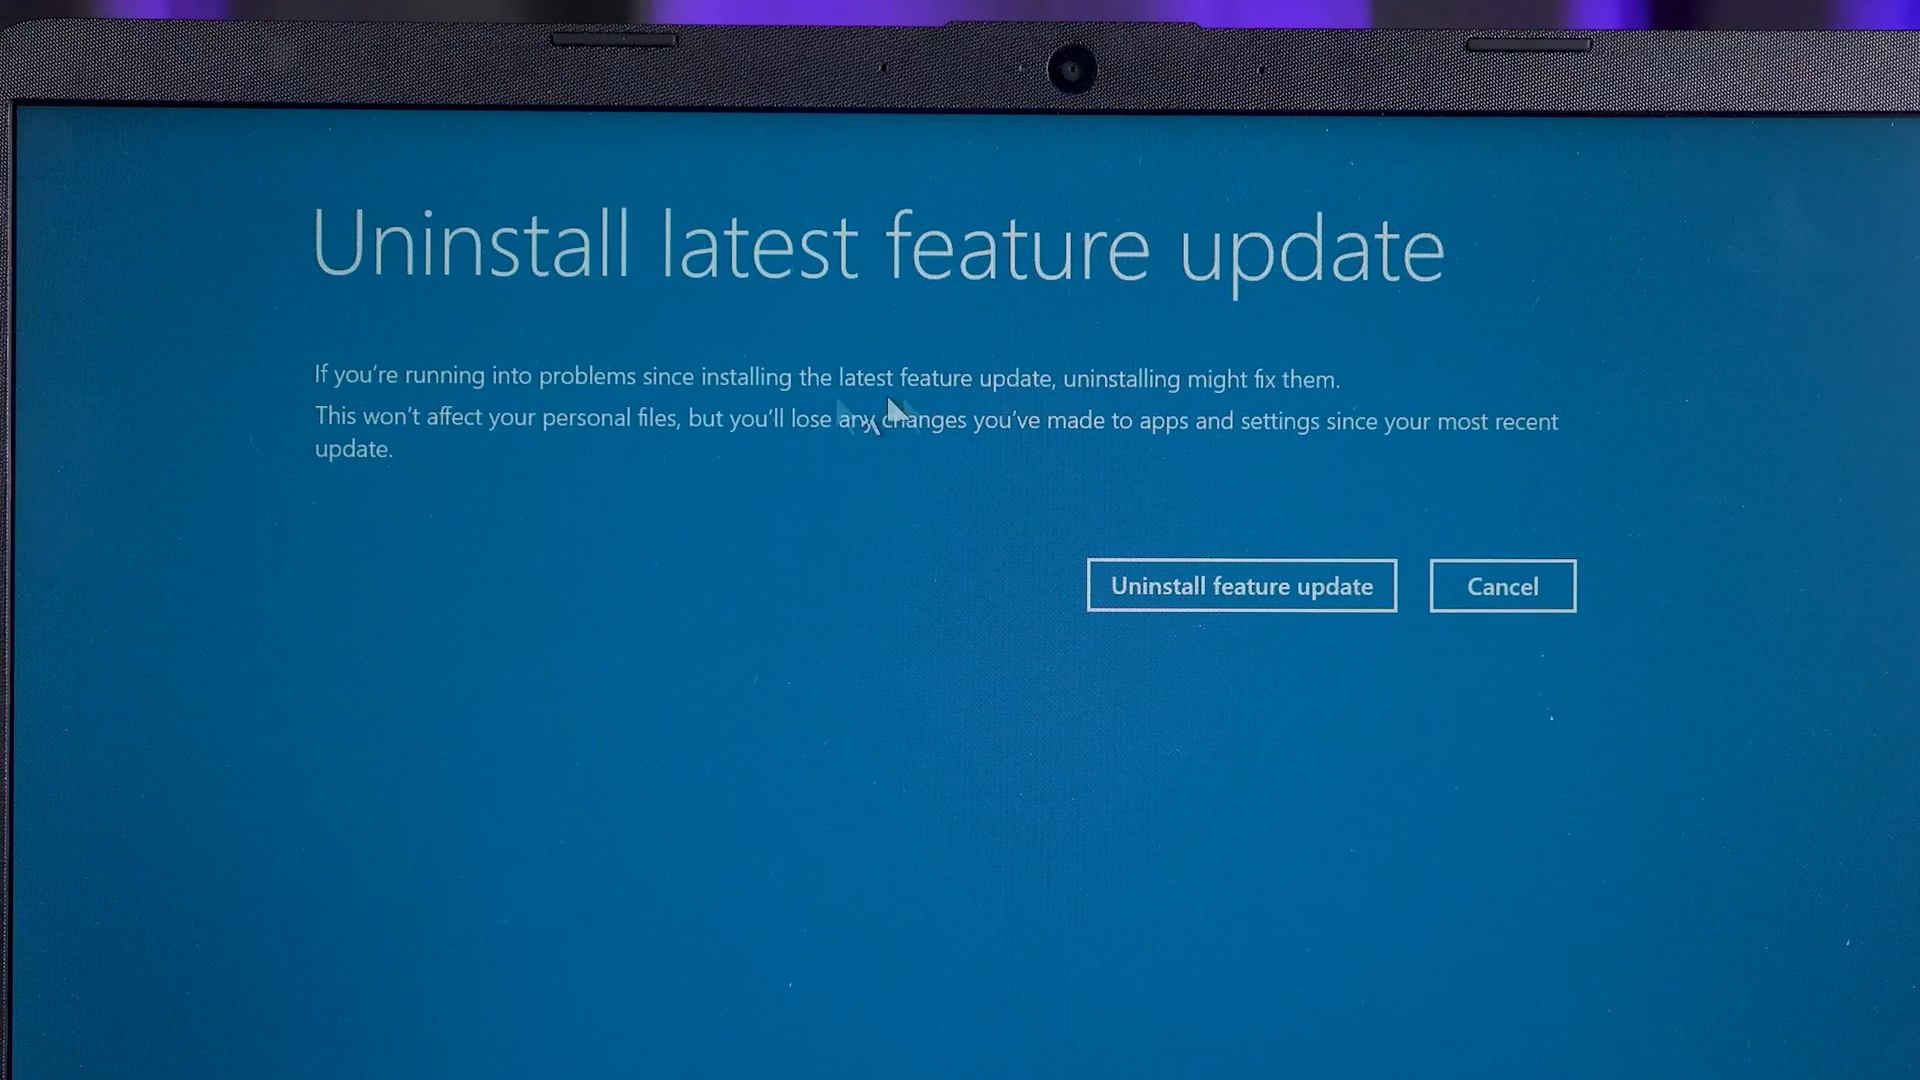 Uninstall latest feature update
If you’re running into problems since installing the latest feature update, uninstalling might fix them.
This won’t affect your personal files, but you’ll lose any changes you’ve made to apps and settings since your most recent
update.
Uninstall feature update Cancel